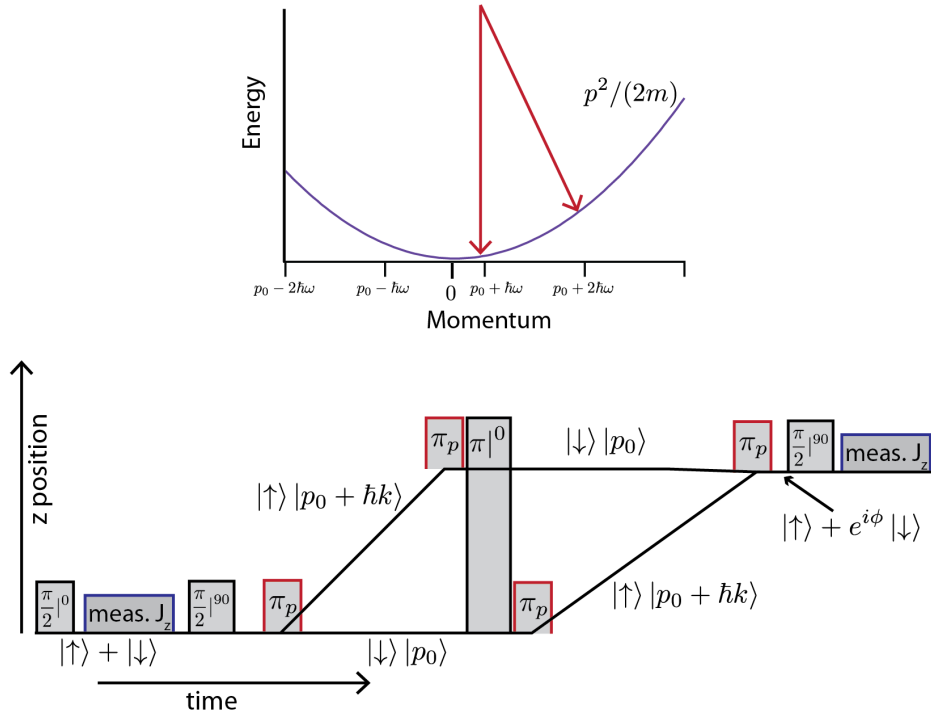 Energy
p²/(2m)
p₀ − 2ħω
p₀ − ħω
0
p₀ + ħω
p₀ + 2ħω
Momentum
z position
π_p
π|⁰
|↓⟩ |p₀⟩
π_p
π/2|⁹⁰
meas. J_z
|↑⟩ |p₀ + ħk⟩
|↑⟩ + e^{iφ} |↓⟩
π/2|⁰
meas. J_z
π/2|⁹⁰
π_p
π_p
|↑⟩ |p₀ + ħk⟩
|↑⟩ + |↓⟩
|↓⟩ |p₀⟩
time